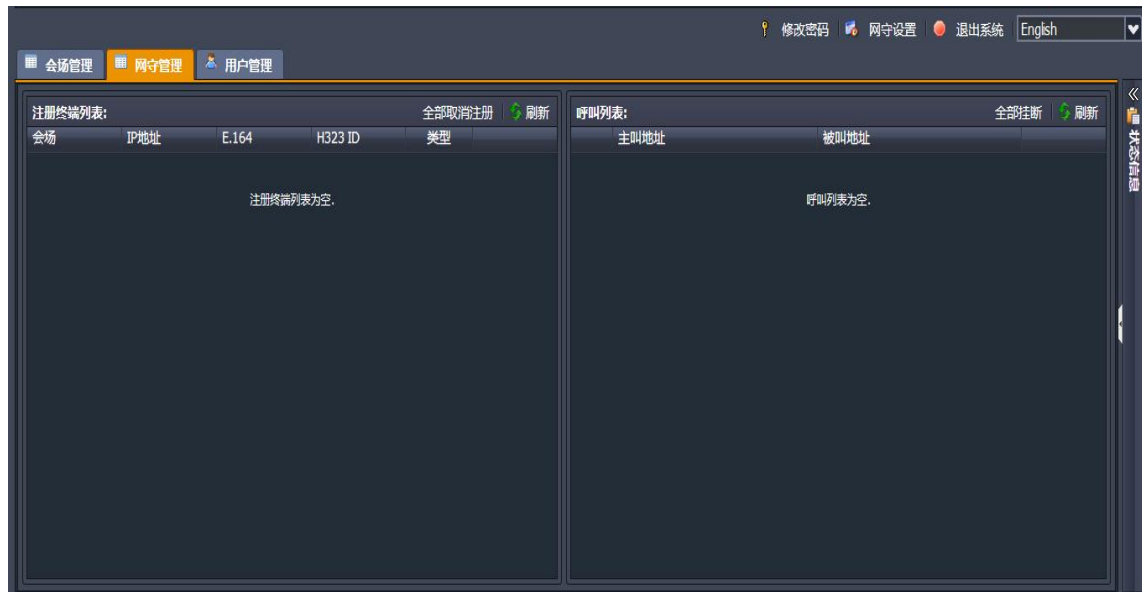 修改密码 网守设置 退出系统 English
会场管理 网守管理 用户管理
注册终端列表: 全部取消注册 刷新
会场 IP地址 E.164 H323 ID 类型
注册终端列表为空.
呼叫列表: 全部挂断 刷新
主叫地址 被叫地址
呼叫列表为空.
状态信息